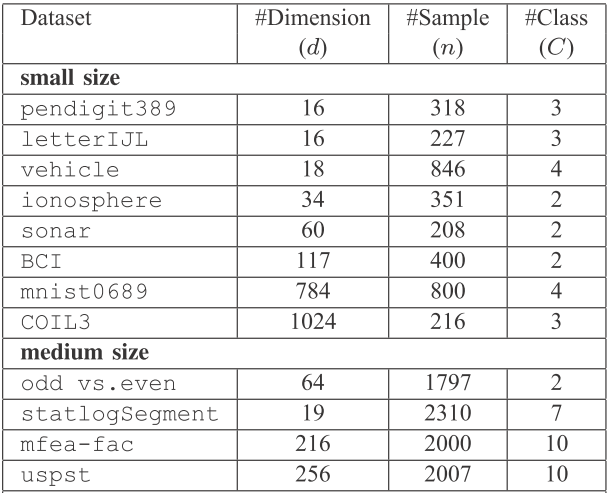 Dataset #Dimension #Sample #Class
(d) (n) (C)
small size
pendigit389 16 318 3
letterIJL 16 227 3
vehicle 18 846 4
ionosphere 34 351 2
sonar 60 208 2
BCI 117 400 2
mnist0689 784 800 4
COIL3 1024 216 3
medium size
odd vs.even 64 1797 2
statlogSegment 19 2310 7
mfea-fac 216 2000 10
uspst 256 2007 10